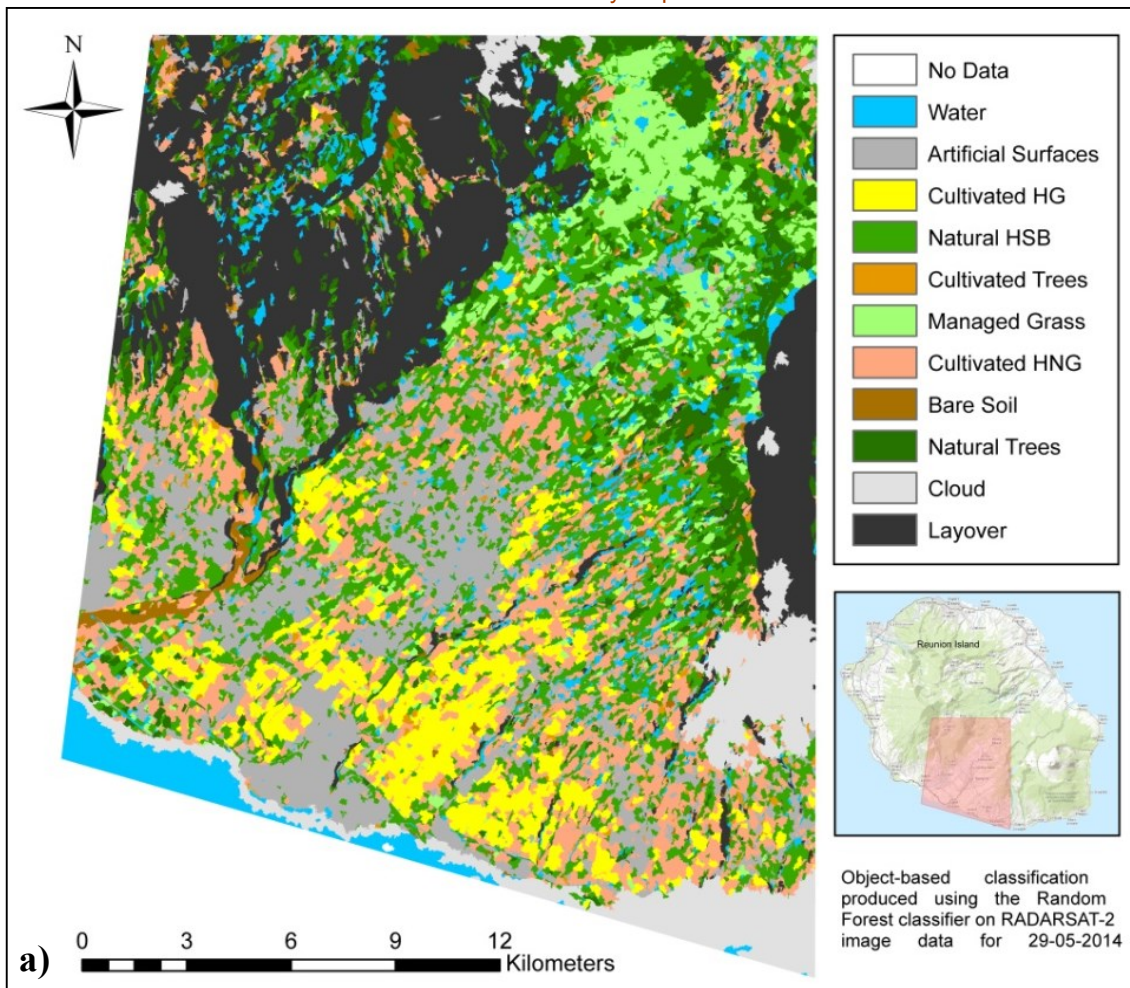 N
No Data
Water
Artificial Surfaces
Cultivated HG
Natural HSB
Cultivated Trees
Managed Grass
Cultivated HNG
Bare Soil
Natural Trees
Cloud
Layover
Reunion Island
Object-based classification
produced using the Random
Forest classifier on RADARSAT-2
image data for 29-05-2014
a)
0 3 6 9 12
Kilometers